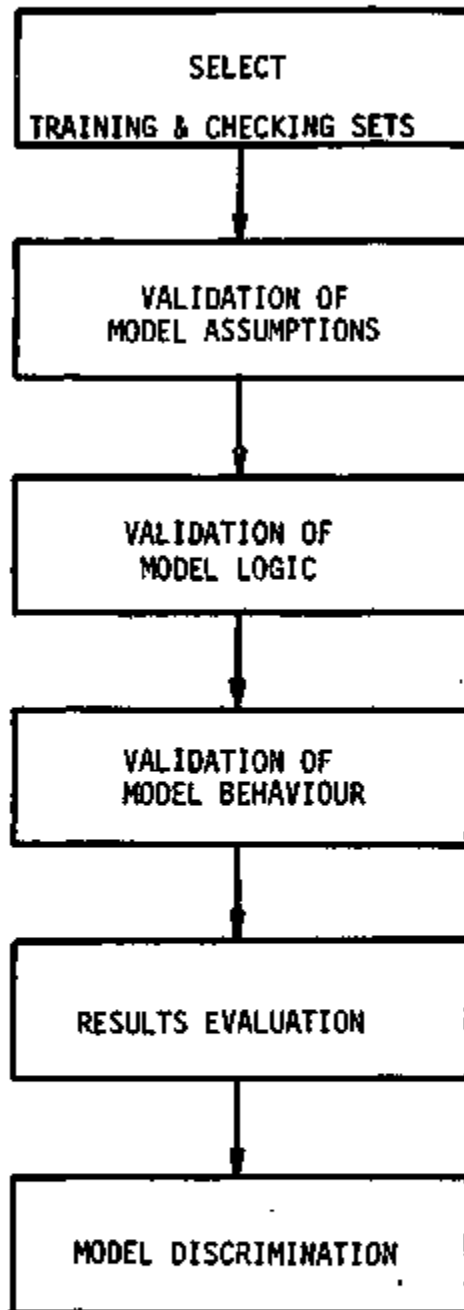 SELECT
TRAINING & CHECKING SETS
VALIDATION OF
MODEL ASSUMPTIONS
VALIDATION OF
MODEL LOGIC
VALIDATION OF
MODEL BEHAVIOUR
RESULTS EVALUATION
MODEL DISCRIMINATION